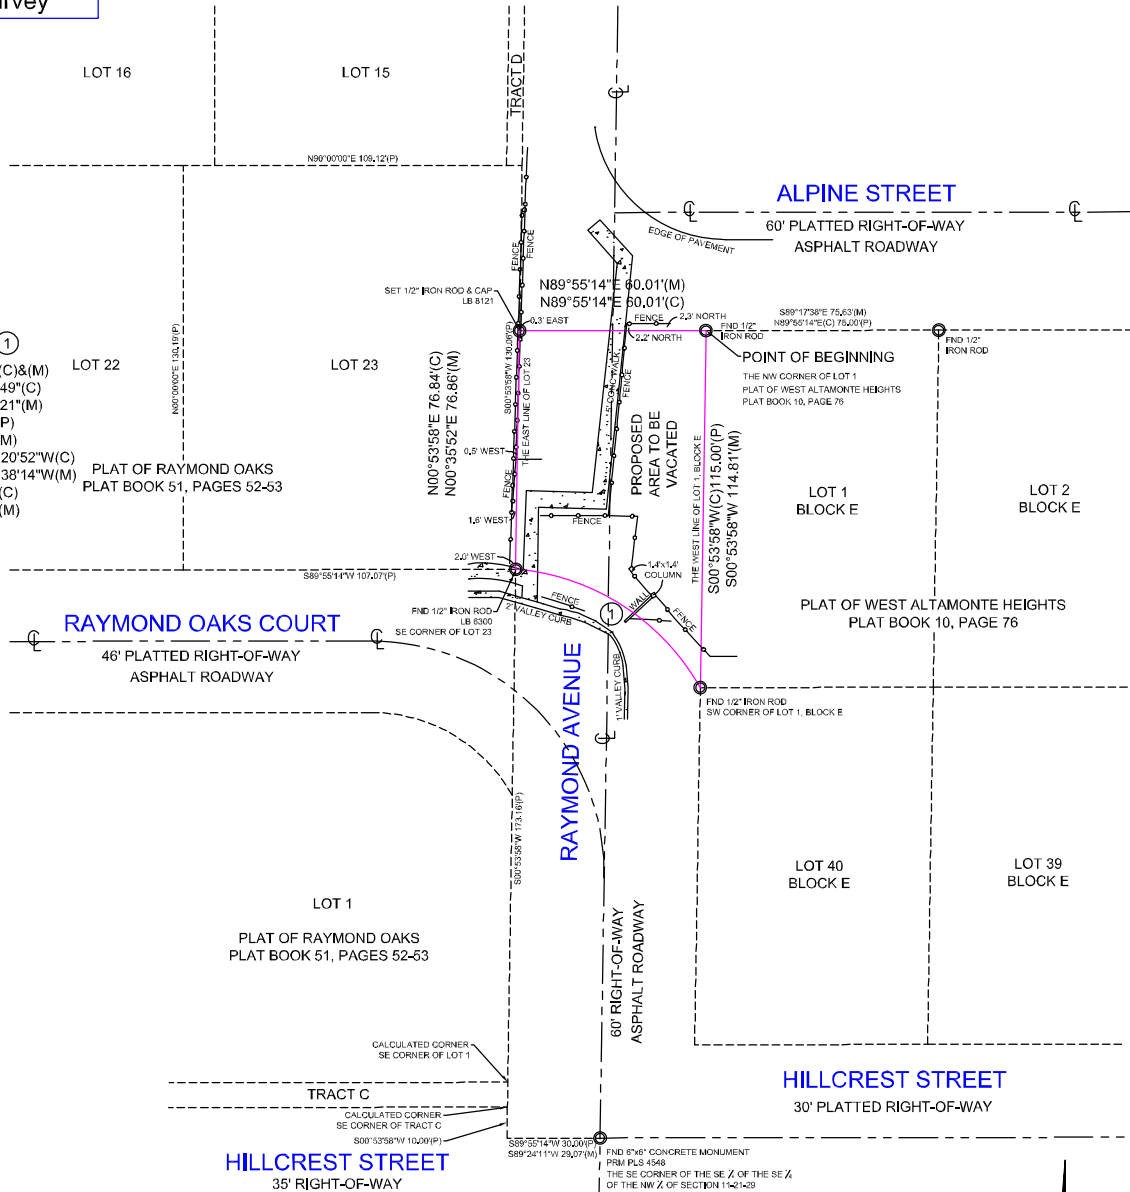 LOT 16
LOT 15
TRACT D
N90°00'00"E 109.12'(P)
ALPINE STREET
60' PLATTED RIGHT-OF-WAY
ASPHALT ROADWAY
EDGE OF PAVEMENT
FENCE
FENCE
SET 1/2" IRON ROD & CAP
LB 8121
N89°55'14"E 60.01'(M)
N89°55'14"E 60.01'(C)
0.3' EAST
FENCE
2.3' NORTH
2.2' NORTH
FND 1/2"
IRON ROD
S89°17'38"E 75.63'(M)
N89°55'14"E(C) 75.00'(P)
FND 1/2"
IRON ROD
POINT OF BEGINNING
THE NW CORNER OF LOT 1
PLAT OF WEST ALTAMONTE HEIGHTS
PLAT BOOK 10, PAGE 76
1
(C)&(M)
49"(C)
21"(M)
P)
M)
20'52"W(C)
38'14"W(M)
(C)
(M)
LOT 22
N00°00'00"E 130.19'(P)
LOT 23
PLAT OF RAYMOND OAKS
PLAT BOOK 51, PAGES 52-53
N00°53'58"E 76.84'(C)
N00°35'52"E 76.86'(M)
S00°53'58"W 130.06'(P)
THE EAST LINE OF LOT 23
5' CONC WALK
FENCE
PROPOSED
AREA TO BE
VACATED
THE WEST LINE OF LOT 1, BLOCK E
S00°53'58"W(C)115.00'(P)
S00°53'58"W 114.81'(M)
LOT 1
BLOCK E
LOT 2
BLOCK E
0.5' WEST
FENCE
1.6' WEST
FENCE
2.0' WEST
S89°55'14"W 107.07'(P)
1.4'x1.4'
COLUMN
FENCE
WALL
FENCE
1
2' VALLEY CURB
FND 1/2" IRON ROD
LB 6300
SE CORNER OF LOT 23
PLAT OF WEST ALTAMONTE HEIGHTS
PLAT BOOK 10, PAGE 76
RAYMOND OAKS COURT
46' PLATTED RIGHT-OF-WAY
ASPHALT ROADWAY
1' VALLEY CURB
RAYMOND AVENUE
FND 1/2" IRON ROD
SW CORNER OF LOT 1, BLOCK E
S00°53'58"W 173.16'(P)
LOT 40
BLOCK E
LOT 39
BLOCK E
LOT 1
PLAT OF RAYMOND OAKS
PLAT BOOK 51, PAGES 52-53
60' RIGHT-OF-WAY
ASPHALT ROADWAY
CALCULATED CORNER
SE CORNER OF LOT 1
TRACT C
CALCULATED CORNER
SE CORNER OF TRACT C
S00°53'58"W 10.00'(P)
HILLCREST STREET
30' PLATTED RIGHT-OF-WAY
S89°55'14"W 30.00'(P)
S89°24'11"W 29.07'(M)
FND 6"x6" CONCRETE MONUMENT
PRM PLS 4548
THE SE CORNER OF THE SE ¼ OF THE SE ¼
OF THE NW ¼ OF SECTION 11-21-29
HILLCREST STREET
35' RIGHT-OF-WAY